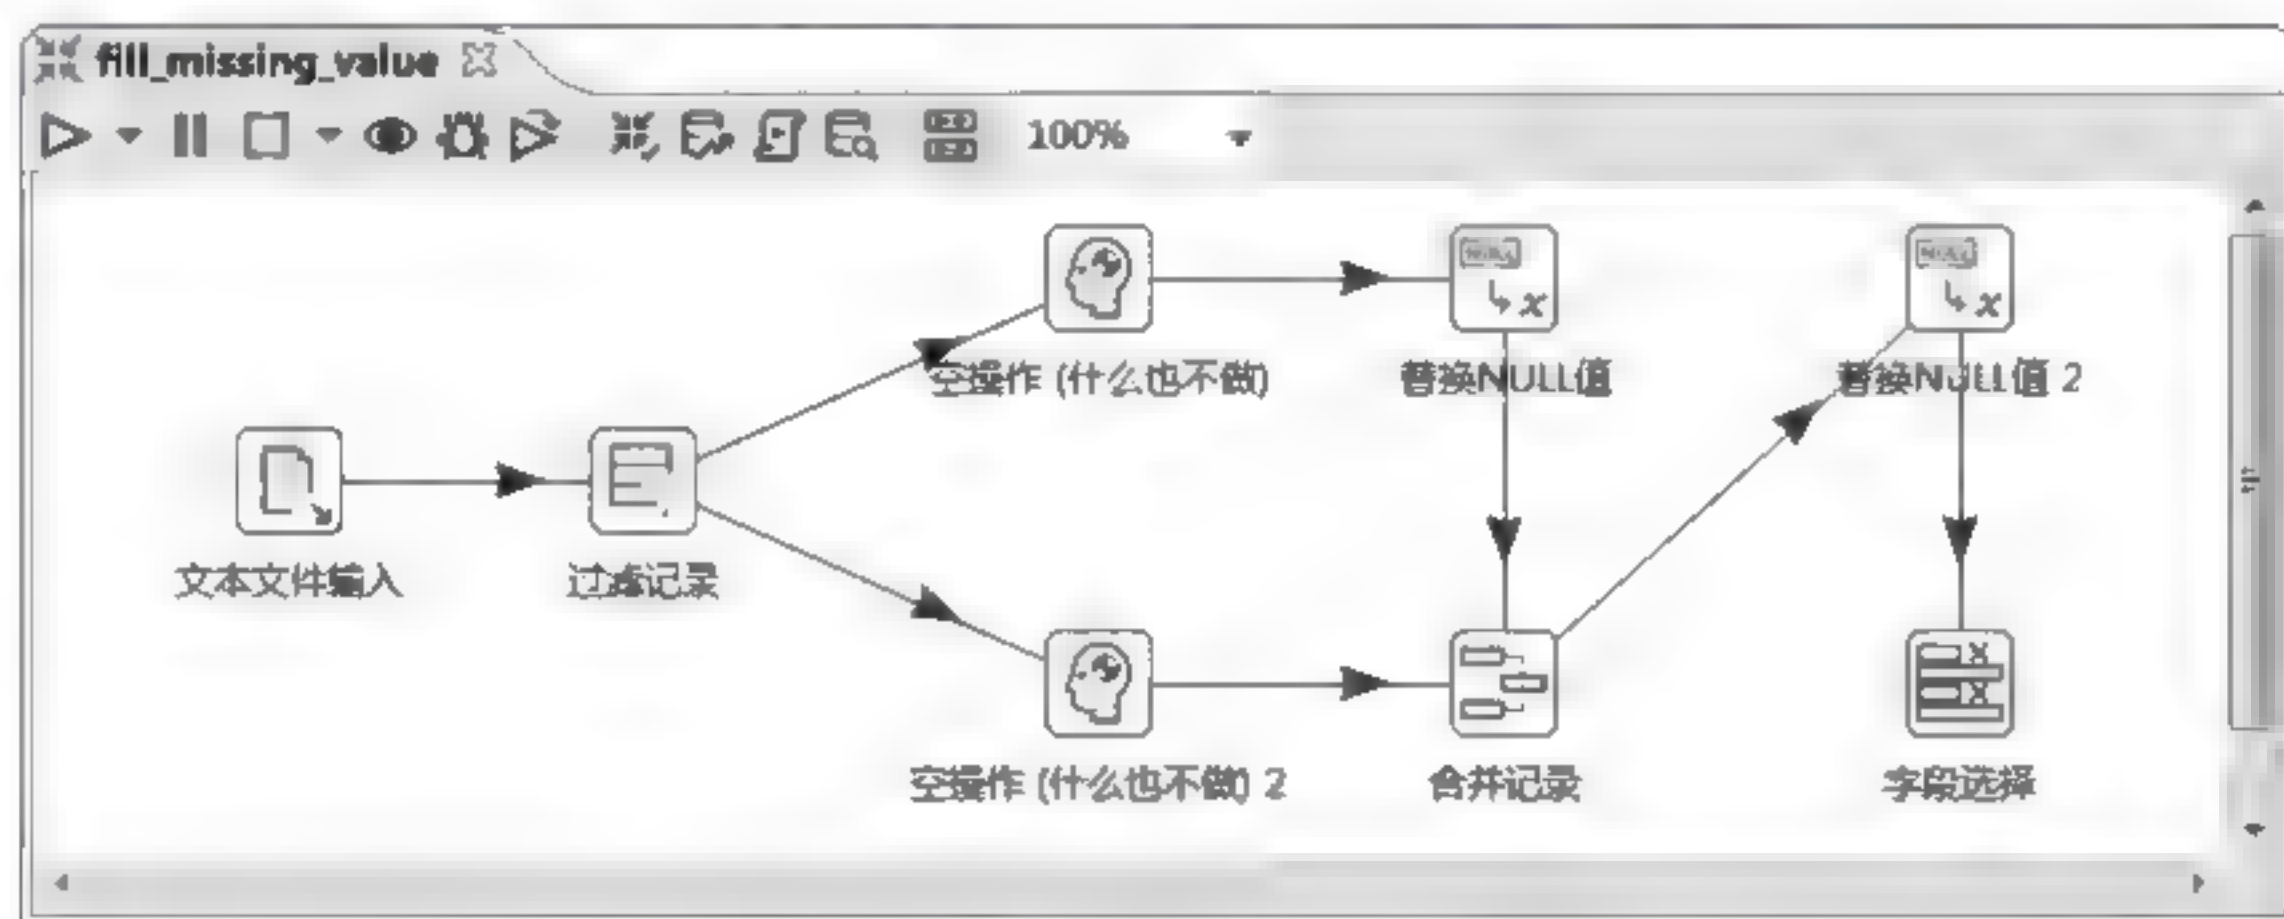 fill_missing_value
100%
空操作 (什么也不做)
替换NULL值
替换NULL值 2
文本文件输入
过滤记录
空操作 (什么也不做) 2
合并记录
字段选择